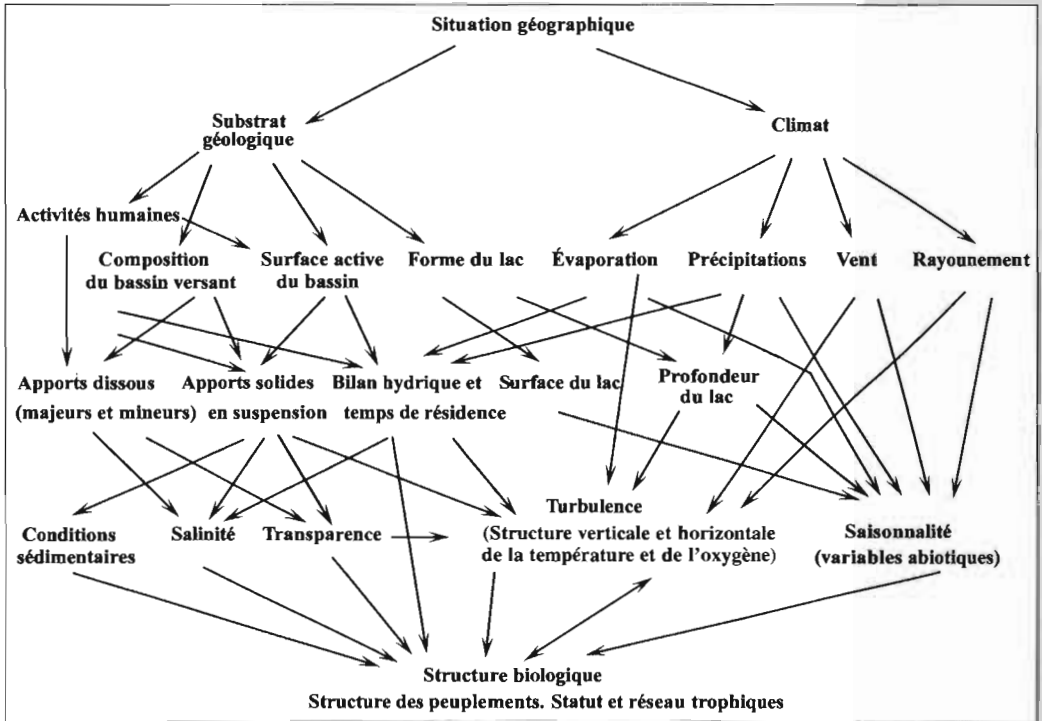 Situation géographique
Substrat
géologique
Climat
Activités humaines
Composition
du bassin versant
Surface active
du bassin
Forme du lac
Évaporation
Précipitations
Vent
Rayounement
Apports dissous
(majeurs et mineurs)
Apports solides
en suspension
Bilan hydrique et
temps de résidence
Surface du lac
Profondeur
du lac
Conditions
sédimentaires
Salinité
Transparence
Turbulence
(Structure verticale et horizontale
de la température et de l'oxygène)
Saisonnalité
(variables abiotiques)
Structure biologique
Structure des peuplements. Statut et réseau trophiques